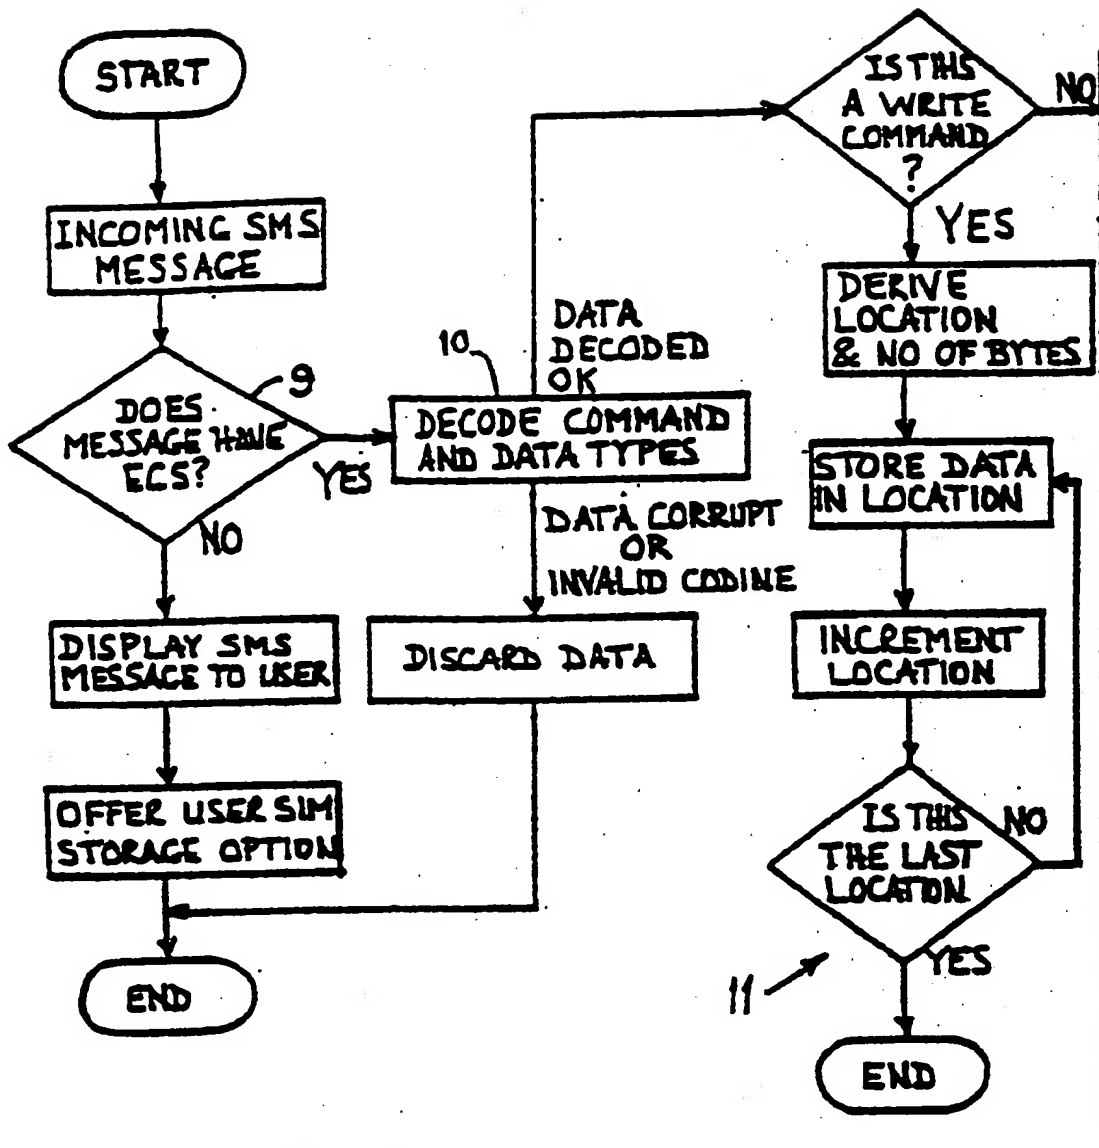 START
INCOMING SMS
MESSAGE
9
DOES
MESSAGE HAVE
ECS?
YES
NO
DISPLAY SMS
MESSAGE TO USER
OFFER USER SIM
STORAGE OPTION
END
DATA
DECODED
OK
10
DECODE COMMAND
AND DATA TYPES
DATA CORRUPT
OR
INVALID CODINE
DISCARD DATA
IS THIS
A WRITE
COMMAND
?
NO
YES
DERIVE
LOCATION
& NO OF BYTES
STORE DATA
IN LOCATION
INCREMENT
LOCATION
IS THIS
THE LAST
LOCATION
NO
YES
11
END